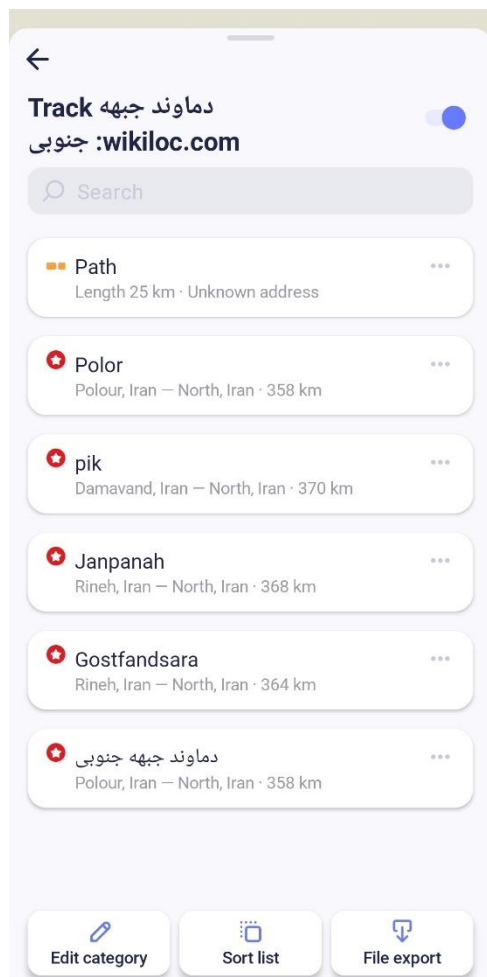 Track دماوند جبهه
جنوبی :wikiloc.com
Search
Path
Length 25 km · Unknown address
Polor
Polour, Iran — North, Iran · 358 km
pik
Damavand, Iran — North, Iran · 370 km
Janpanah
Rineh, Iran — North, Iran · 368 km
Gostfandsara
Rineh, Iran — North, Iran · 364 km
دماوند جبهه جنوبی
Polour, Iran — North, Iran · 358 km
Edit category
Sort list
File export